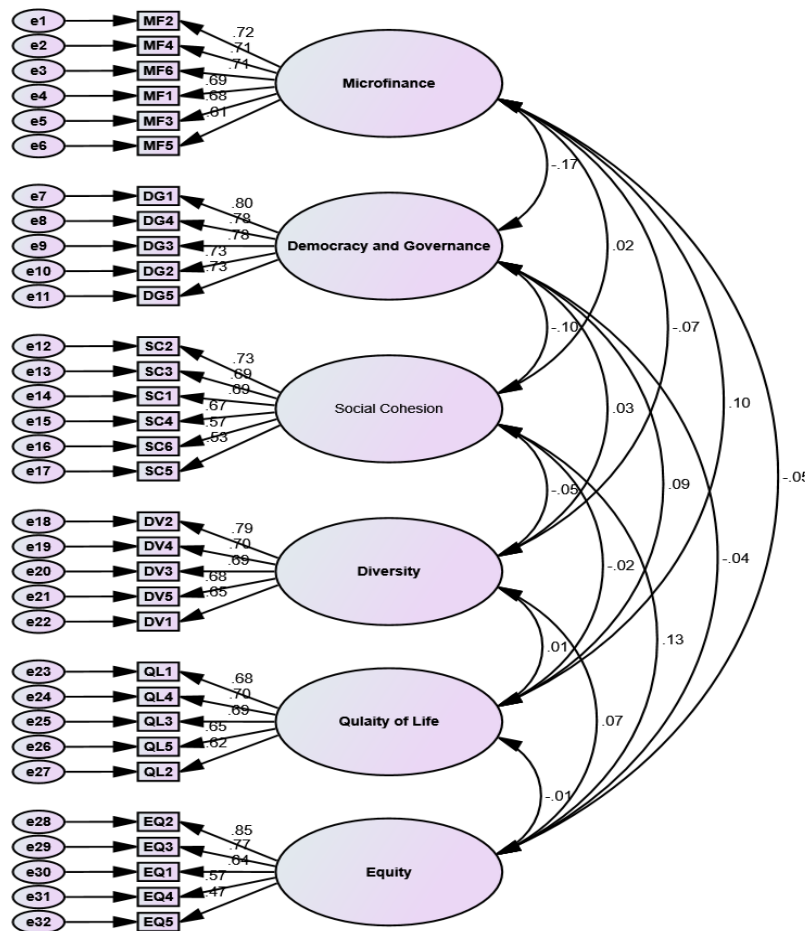 e1 MF2
e2 MF4
e3 MF6
e4 MF1
e5 MF3
e6 MF5
.72
.71
.71
.69
.68
.61
Microfinance
e7 DG1
e8 DG4
e9 DG3
e10 DG2
e11 DG5
.80
.78
.78
.73
.73
Democracy and Governance
e12 SC2
e13 SC3
e14 SC1
e15 SC4
e16 SC6
e17 SC5
.73
.69
.69
.67
.57
.53
Social Cohesion
e18 DV2
e19 DV4
e20 DV3
e21 DV5
e22 DV1
.79
.70
.69
.68
.65
Diversity
e23 QL1
e24 QL4
e25 QL3
e26 QL5
e27 QL2
.68
.70
.69
.65
.62
Qulaity of Life
e28 EQ2
e29 EQ3
e30 EQ1
e31 EQ4
e32 EQ5
.85
.77
.64
.57
.47
Equity
-.17
.02
-.10
-.07
.10
.03
-.05
.09
-.05
-.02
-.04
.01
.13
.07
-.01